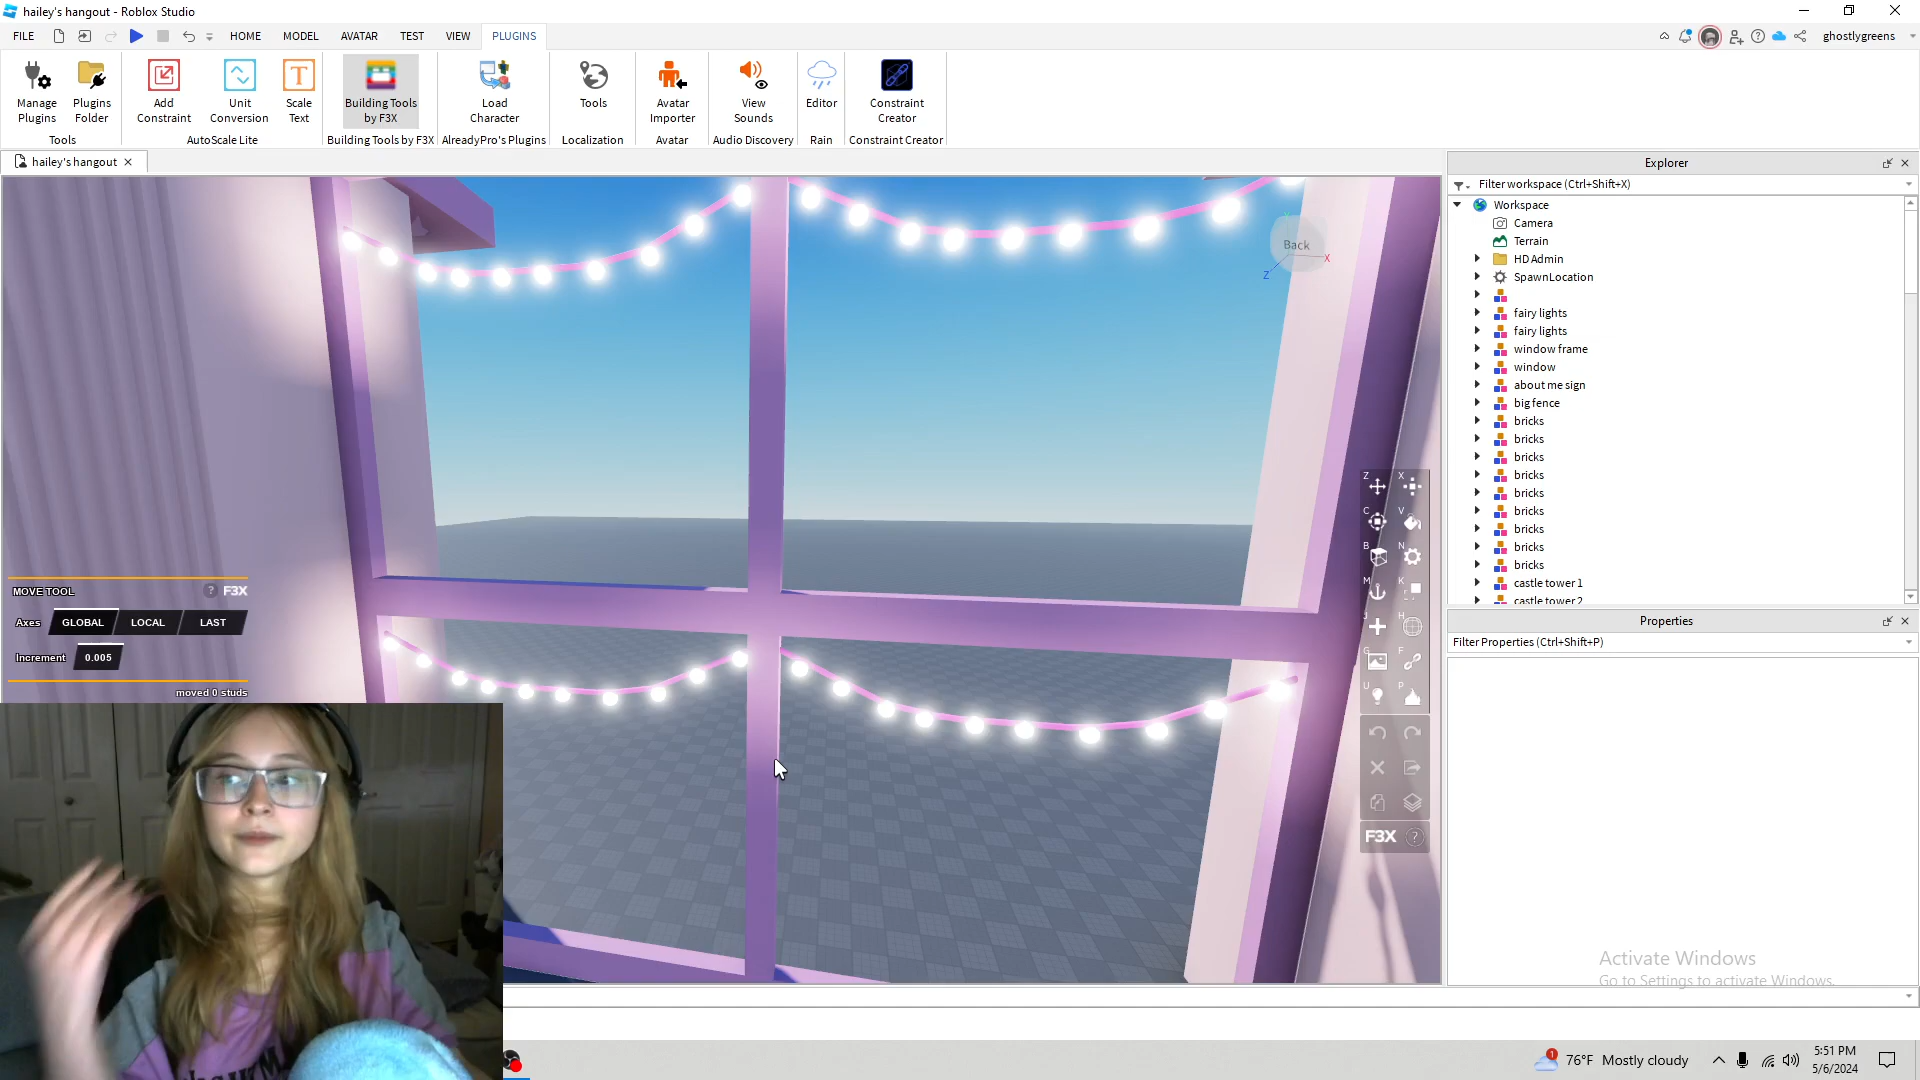 hailey's hangout - Roblox Studio
FILE HOME MODEL AVATAR TEST VIEW PLUGINS ghostlygreens
Manage Plugins
Plugins Folder
Add Constraint
Unit Conversion
Scale Text
Building Tools by F3X
Load Character
Tools
Avatar Importer
View Sounds
Editor
Constraint Creator
Tools AutoScale Lite Building Tools by F3X AlreadyPro's Plugins Localization Avatar Audio Discovery Rain Constraint Creator
hailey's hangout
Explorer
Filter workspace (Ctrl+Shift+X)
Workspace
Camera
Terrain
HD Admin
SpawnLocation
fairy lights
fairy lights
window frame
window
about me sign
big fence
bricks
bricks
bricks
bricks
bricks
bricks
bricks
bricks
bricks
castle tower 1
castle tower 2
Properties
Filter Properties (Ctrl+Shift+P)
Back
X
Z
MOVE TOOL ? F3X
Axes GLOBAL LOCAL LAST
Increment 0.005
moved 0 studs
Z X
C V
B N
M K
J H
G F
U P
F3X ?
Activate Windows
Go to Settings to activate Windows.
1 76°F Mostly cloudy
5:51 PM
5/6/2024